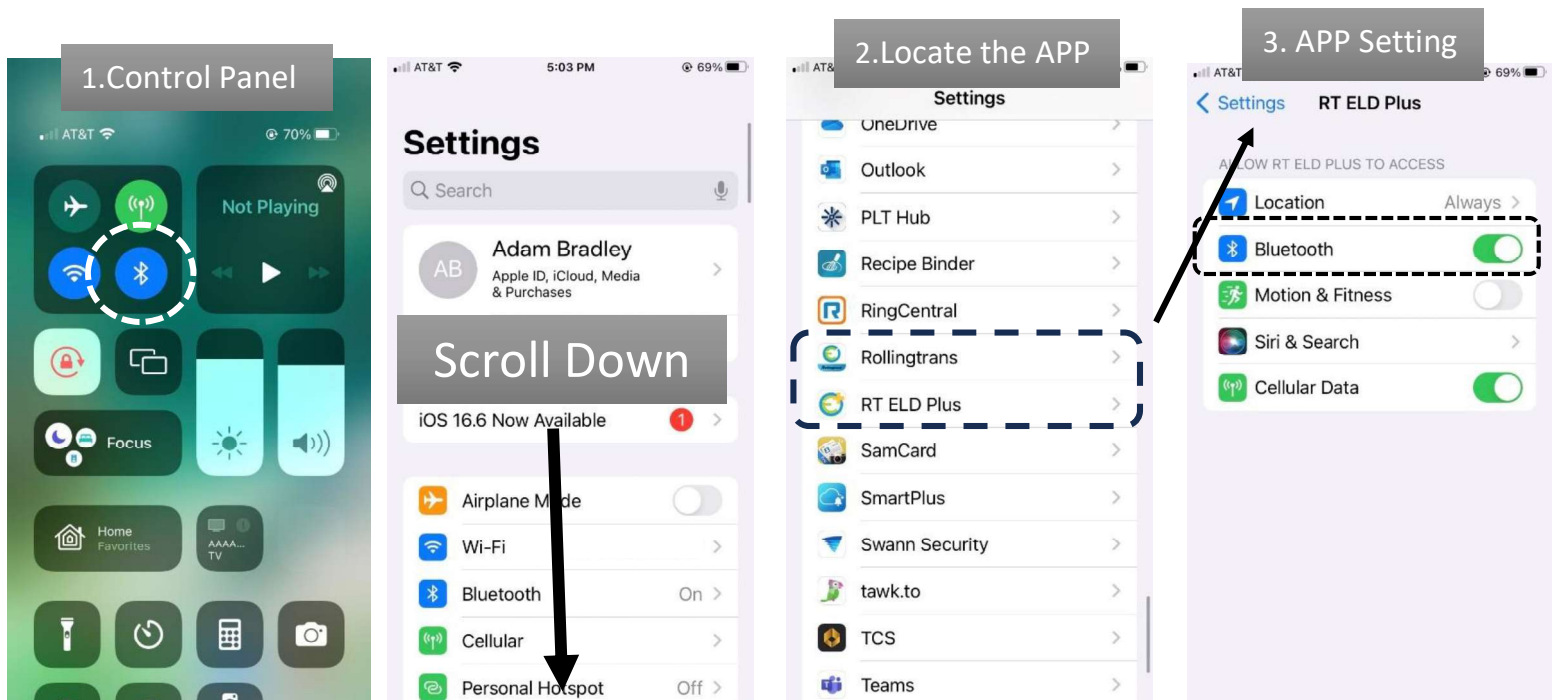 1.Control Panel
AT&T
70%
Not Playing
Focus
Home
Favorites
AAAA...
TV
AT&T
5:03 PM
69%
Settings
Search
AB
Adam Bradley
Apple ID, iCloud, Media
& Purchases
Scroll Down
iOS 16.6 Now Available
1
Airplane Mode
Wi-Fi
Bluetooth
On
Cellular
Personal Hotspot
Off
2.Locate the APP
Settings
OneDrive
Outlook
PLT Hub
Recipe Binder
RingCentral
Rollingtrans
RT ELD Plus
SamCard
SmartPlus
Swann Security
tawk.to
TCS
Teams
3. APP Setting
AT&T
69%
Settings
RT ELD Plus
ALLOW RT ELD PLUS TO ACCESS
Location
Always
Bluetooth
Motion & Fitness
Siri & Search
Cellular Data